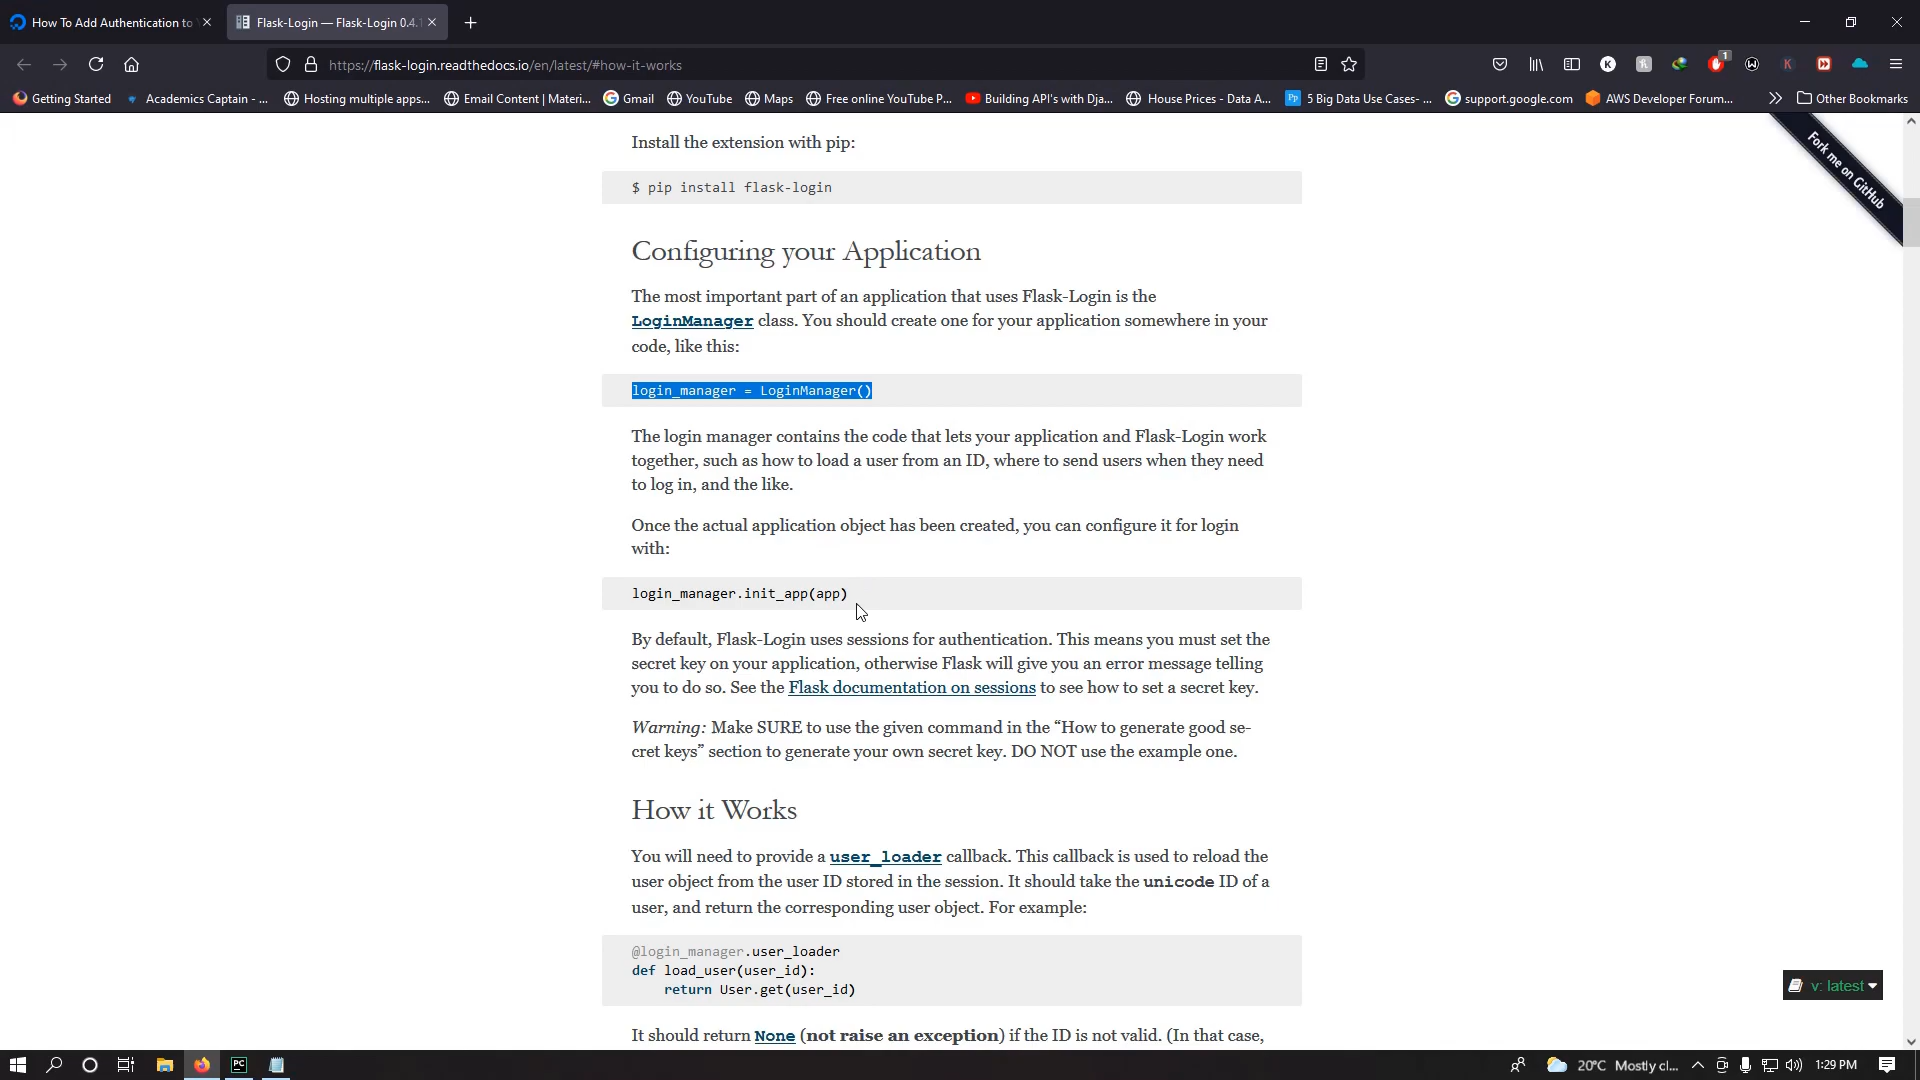 How To Add Authentication to
Flask-Login — Flask-Login 0.4.1
https://flask-login.readthedocs.io/en/latest/#how-it-works
1
Getting Started
Academics Captain - ...
Hosting multiple apps...
Email Content | Materi...
Gmail
YouTube
Maps
Free online YouTube P...
Building API's with Dja...
House Prices - Data A...
5 Big Data Use Cases- ...
support.google.com
AWS Developer Forum...
Other Bookmarks
Fork me on GitHub
Install the extension with pip:
$ pip install flask-login
Configuring your Application
The most important part of an application that uses Flask-Login is the
LoginManager class. You should create one for your application somewhere in your
code, like this:
login_manager = LoginManager()
The login manager contains the code that lets your application and Flask-Login work
together, such as how to load a user from an ID, where to send users when they need
to log in, and the like.
Once the actual application object has been created, you can configure it for login
with:
login_manager.init_app(app)
By default, Flask-Login uses sessions for authentication. This means you must set the
secret key on your application, otherwise Flask will give you an error message telling
you to do so. See the Flask documentation on sessions to see how to set a secret key.
Warning: Make SURE to use the given command in the “How to generate good se-
cret keys” section to generate your own secret key. DO NOT use the example one.
How it Works
You will need to provide a user_loader callback. This callback is used to reload the
user object from the user ID stored in the session. It should take the unicode ID of a
user, and return the corresponding user object. For example:
@login_manager.user_loader
def load_user(user_id):
    return User.get(user_id)
It should return None (not raise an exception) if the ID is not valid. (In that case,
v: latest
20°C Mostly cl...
1:29 PM